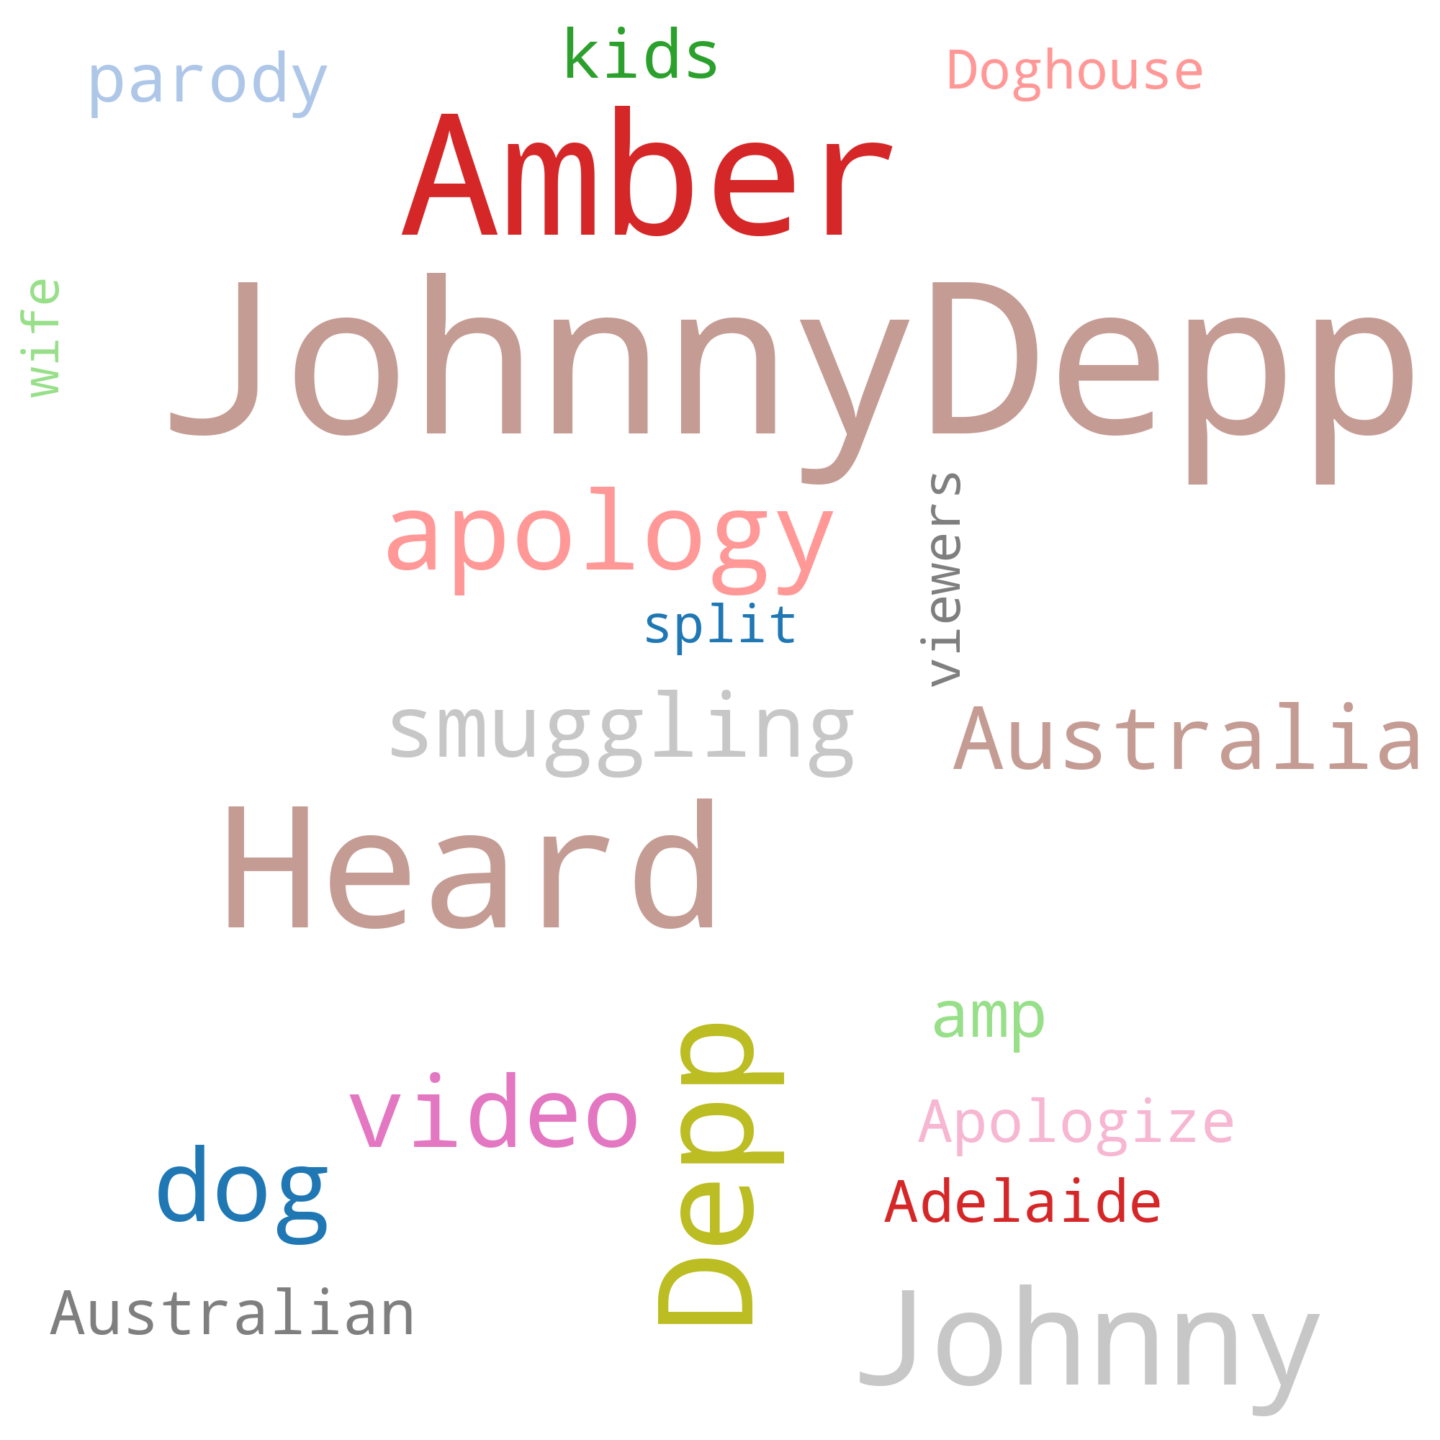 kids
parody
Doghouse
Amber
wife
JohnnyDepp
apology
viewers
split
smuggling
Australia
Heard
amp
Depp
video
Apologize
dog
Adelaide
Australian
Johnny